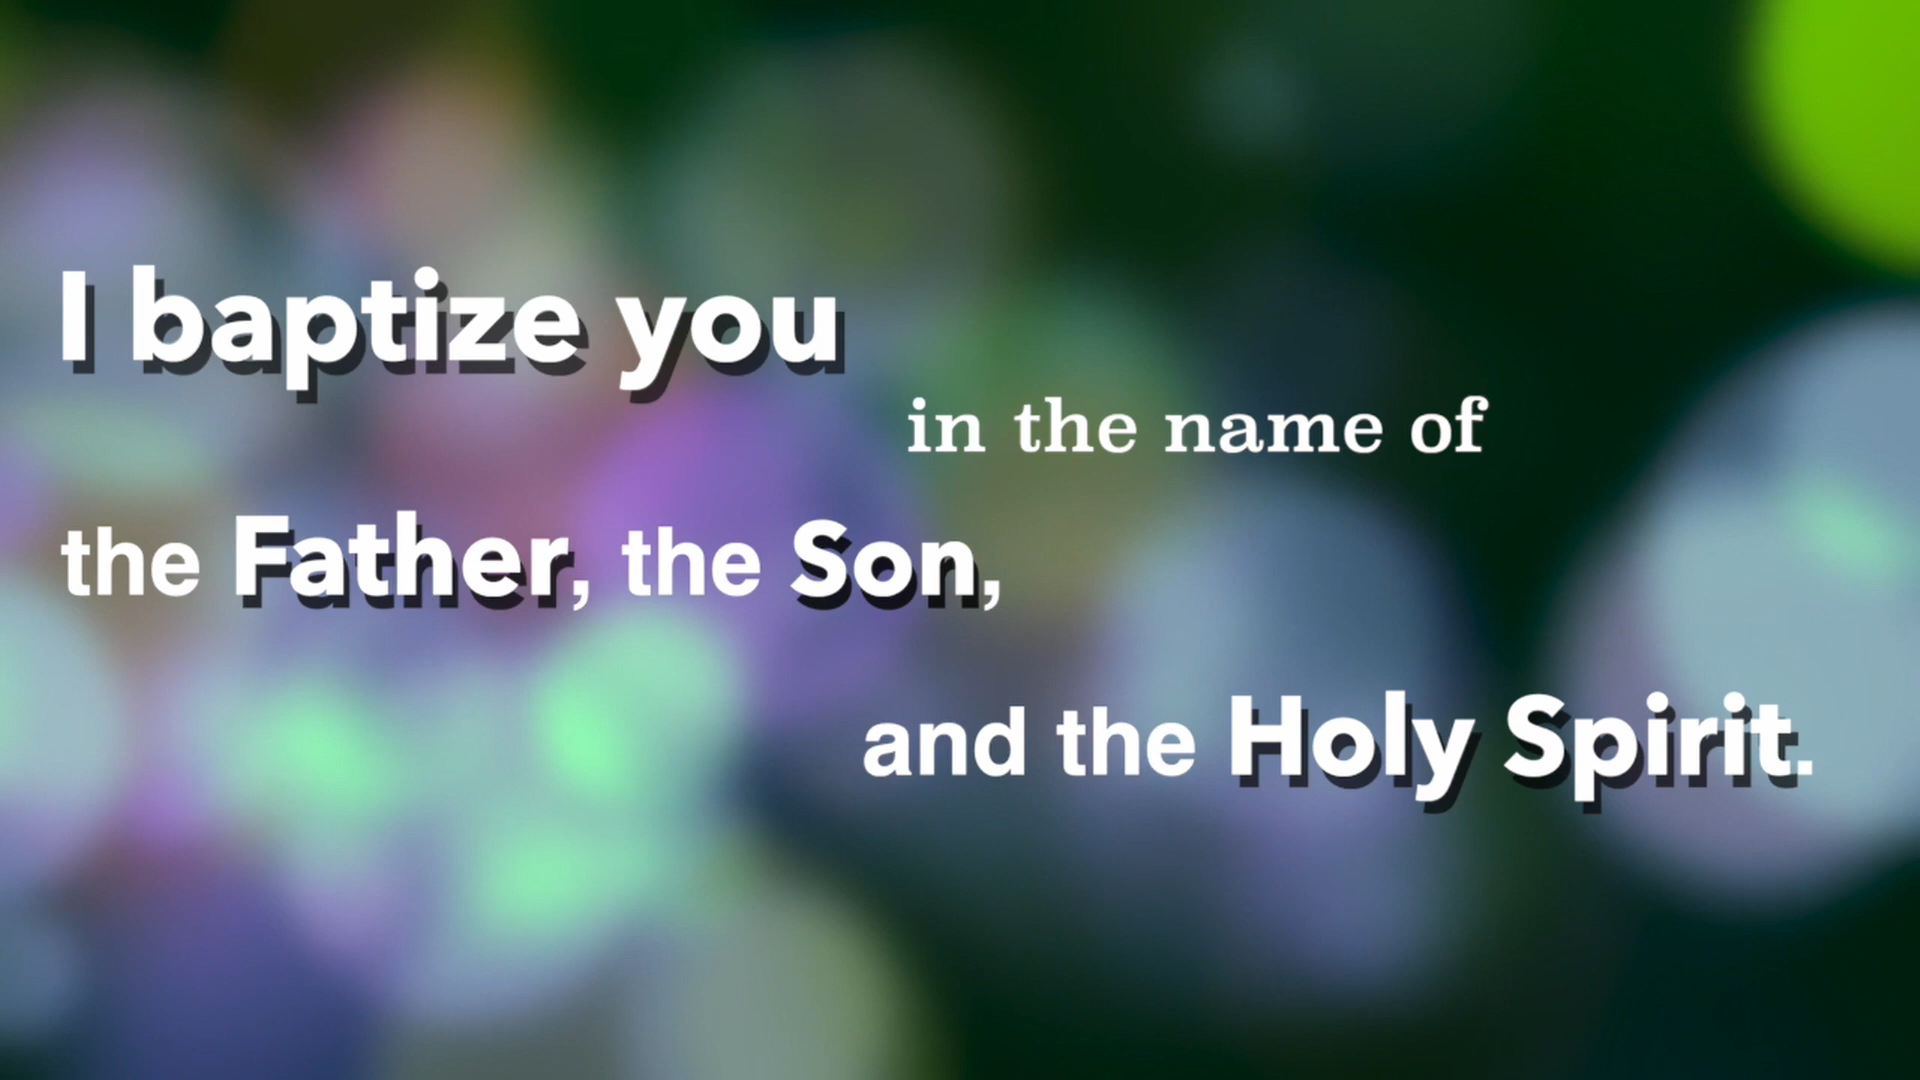 I baptize you
in the name of
the Father, the Son,
and the Holy Spirit.